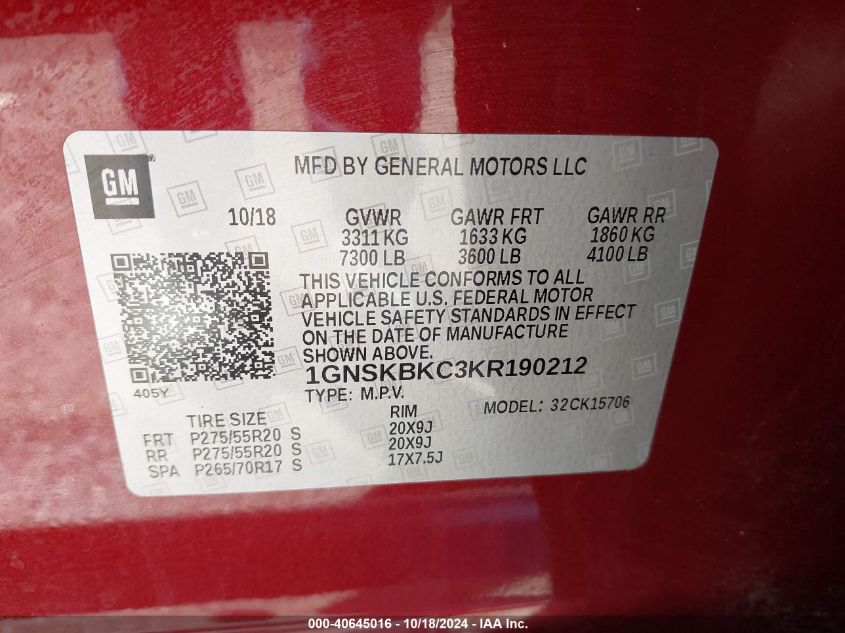 GM
MFD BY GENERAL MOTORS LLC
10/18 GVWR GAWR FRT GAWR RR
3311 KG 1633 KG 1860 KG
7300 LB 3600 LB 4100 LB
THIS VEHICLE CONFORMS TO ALL
APPLICABLE U.S. FEDERAL MOTOR
VEHICLE SAFETY STANDARDS IN EFFECT
ON THE DATE OF MANUFACTURE
SHOWN ABOVE.
405Y
1GNSKBKC3KR190212
TYPE: M.P.V. MODEL: 32CK15706
TIRE SIZE RIM
FRT P275/55R20 S 20X9J
RR P275/55R20 S 20X9J
SPA P265/70R17 S 17X7.5J
000-40645016 - 10/18/2024 - IAAI.COM - KR